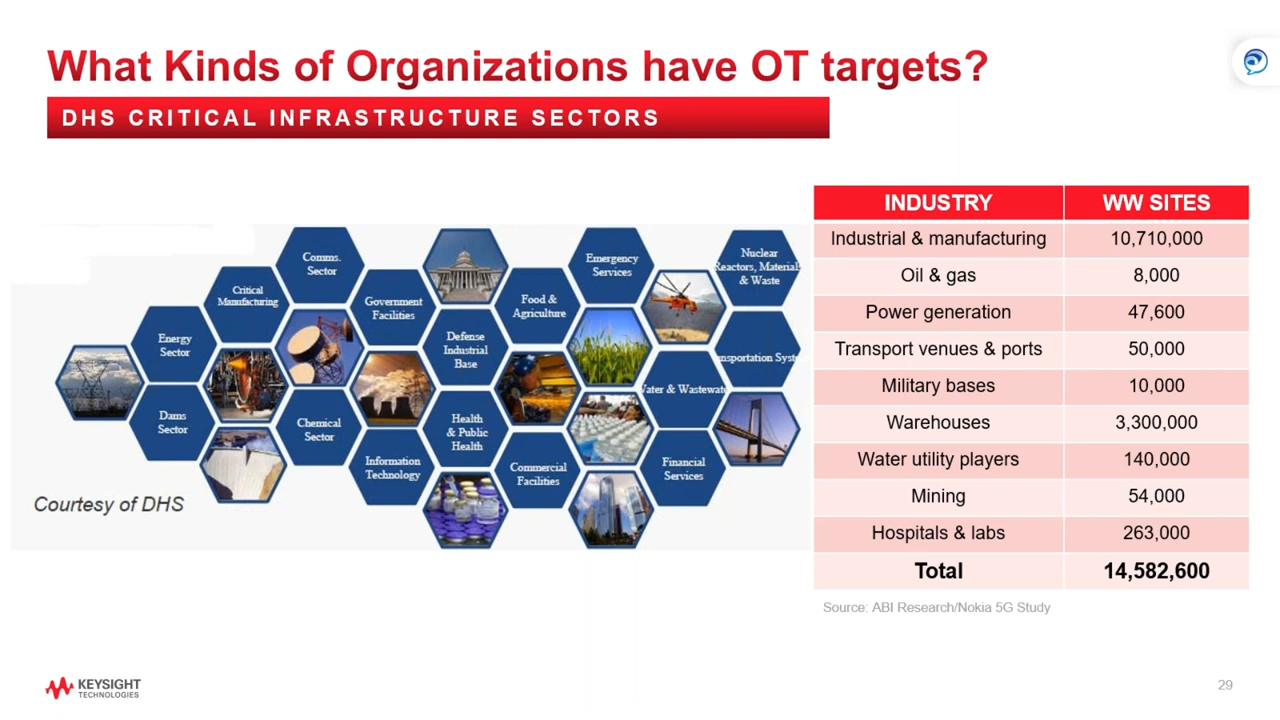 What Kinds of Organizations have OT targets?
DHS CRITICAL INFRASTRUCTURE SECTORS
Comms.
Sector
Emergency
Services
Nuclear
Reactors, Material
& Waste
Critical
Manufacturing
Government
Facilities
Food &
Agriculture
Energy
Sector
Defense
Industrial
Base
nsportation Syst
Water & Wastewat
Dams
Sector
Chemical
Sector
Health
& Public
Health
Information
Technology
Commercial
Facilities
Financial
Services
Courtesy of DHS
INDUSTRY WW SITES
Industrial & manufacturing 10,710,000
Oil & gas 8,000
Power generation 47,600
Transport venues & ports 50,000
Military bases 10,000
Warehouses 3,300,000
Water utility players 140,000
Mining 54,000
Hospitals & labs 263,000
Total 14,582,600
Source: ABI Research/Nokia 5G Study
KEYSIGHT
TECHNOLOGIES
29